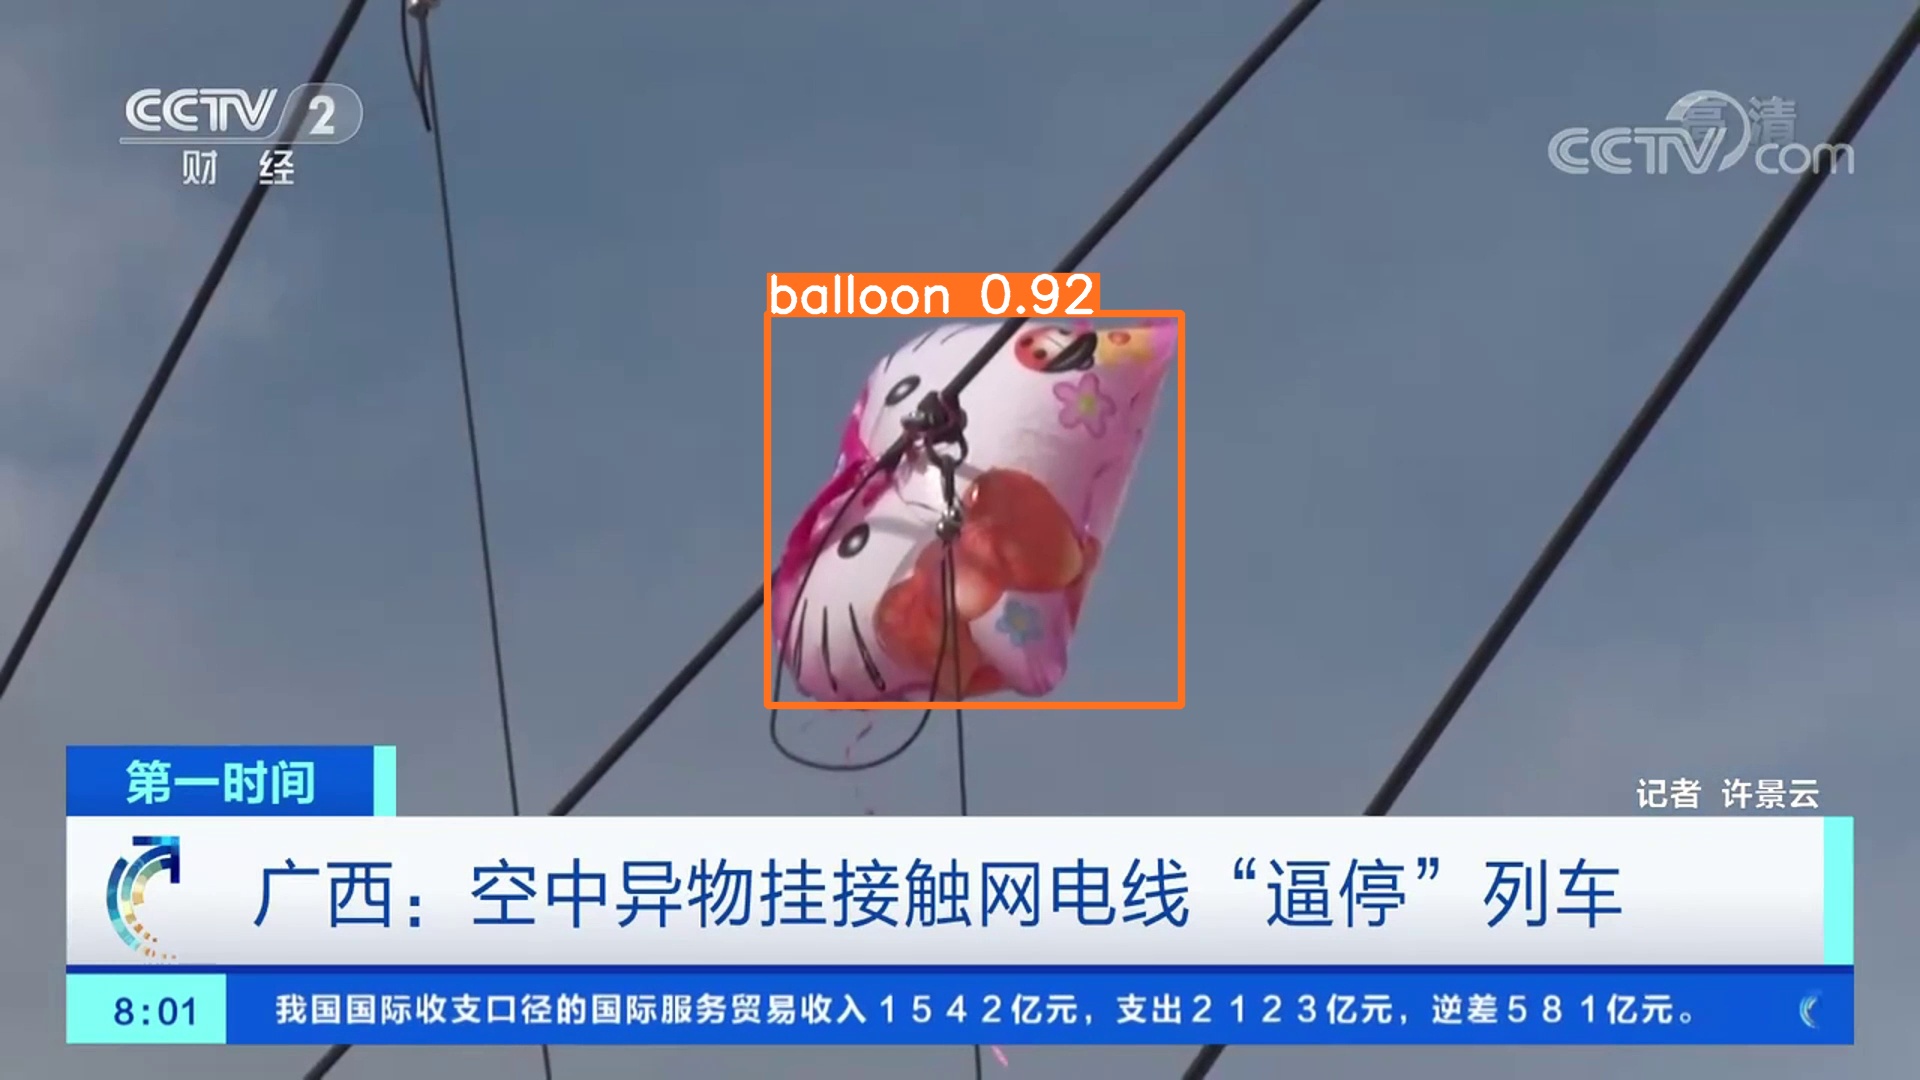 CCTV 2
财 经
高清
CCTV com
balloon 0.92
第一时间
记者 许景云
广西：空中异物挂接触网电线“逼停”列车
8:01
我国国际收支口径的国际服务贸易收入1542亿元，支出2123亿元，逆差581亿元。